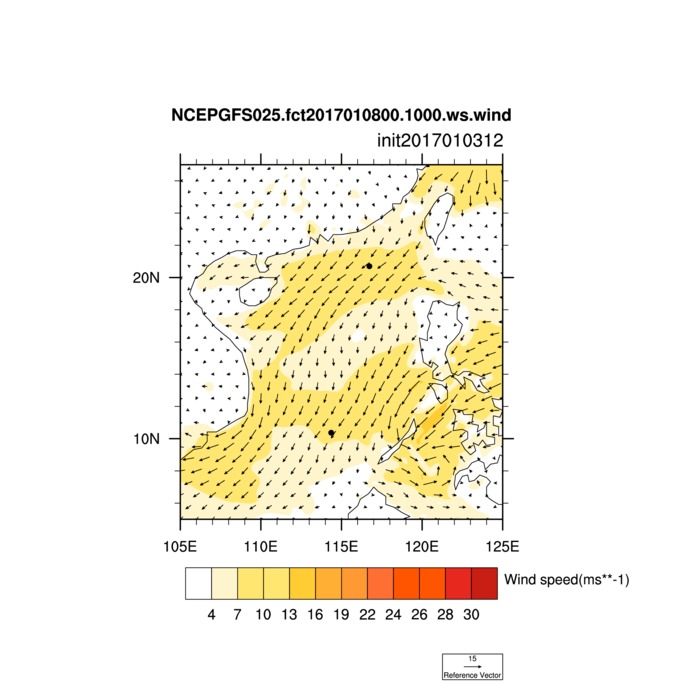 NCEPGFS025.fct2017010800.1000.ws.wind
init2017010312
20N
10N
105E 110E 115E 120E 125E
Wind speed(ms**-1)
4 7 10 13 16 19 22 24 26 28 30
15
Reference Vector